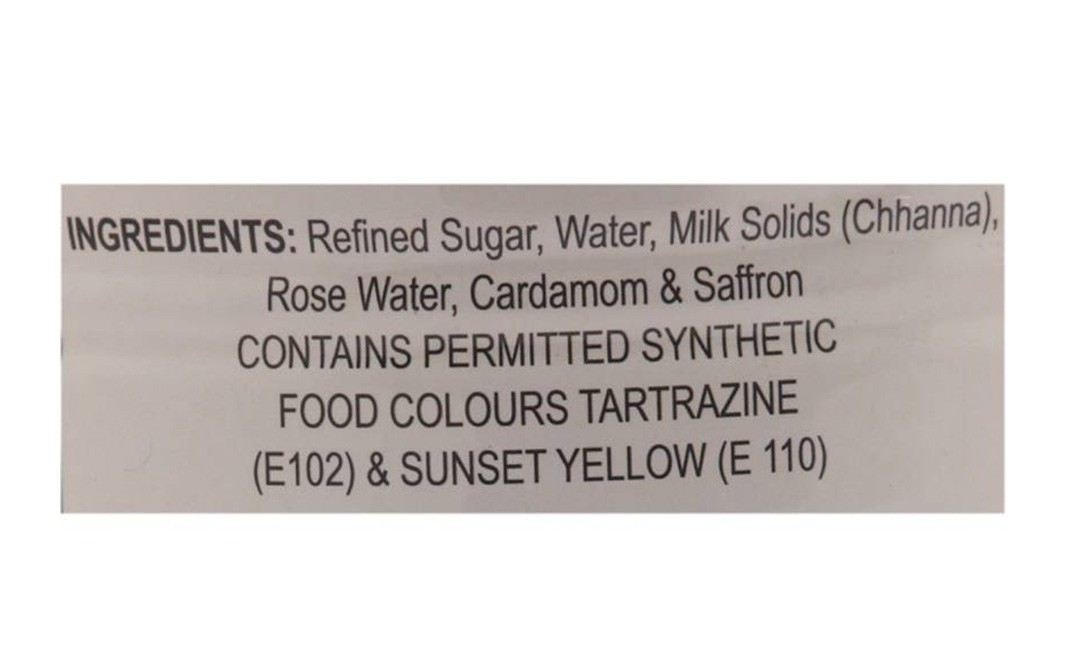 INGREDIENTS: Refined Sugar, Water, Milk Solids (Chhanna),
Rose Water, Cardamom & Saffron
CONTAINS PERMITTED SYNTHETIC
FOOD COLOURS TARTRAZINE
(E102) & SUNSET YELLOW (E 110)